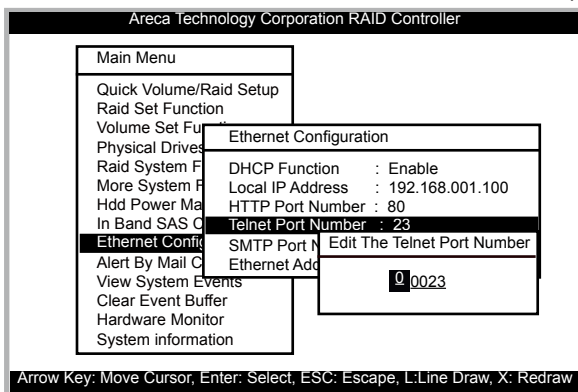 Areca Technology Corporation RAID Controller
Main Menu
Quick Volume/Raid Setup
Raid Set Function
Volume Set Fu
Physical Drives
Raid System F
More System F
Hdd Power Ma
In Band SAS C
Ethernet Config
Alert By Mail C
View System Events
Clear Event Buffer
Hardware Monitor
System information
Ethernet Configuration
DHCP Function : Enable
Local IP Address : 192.168.001.100
HTTP Port Number : 80
Telnet Port Number : 23
SMTP Port N
Ethernet Add
Edit The Telnet Port Number
0 0023
Arrow Key: Move Cursor, Enter: Select, ESC: Escape, L:Line Draw, X: Redraw